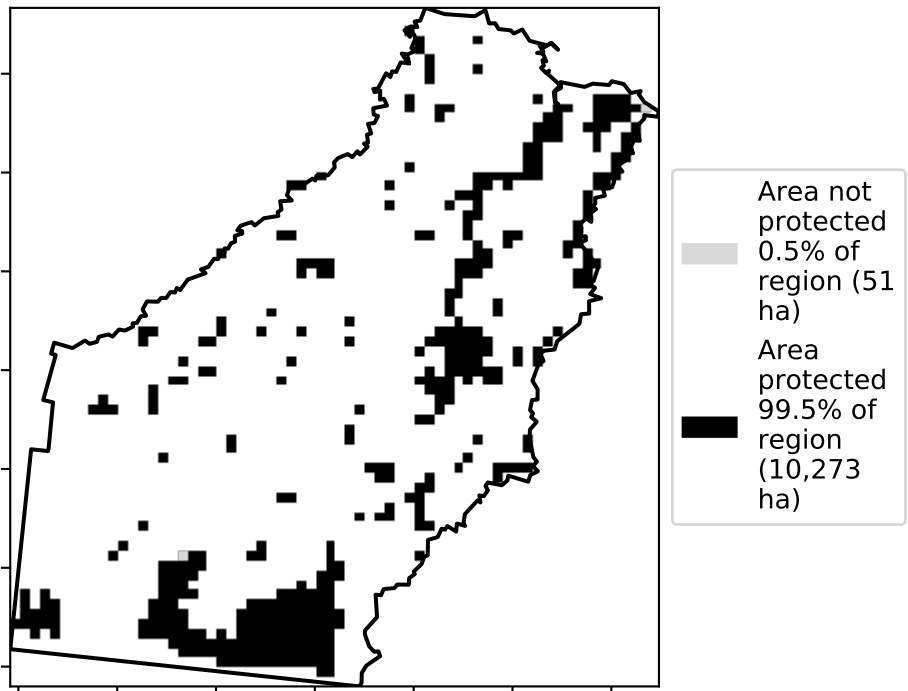 Area not
protected
0.5% of
region (51
ha)
Area
protected
99.5% of
region
(10,273
ha)